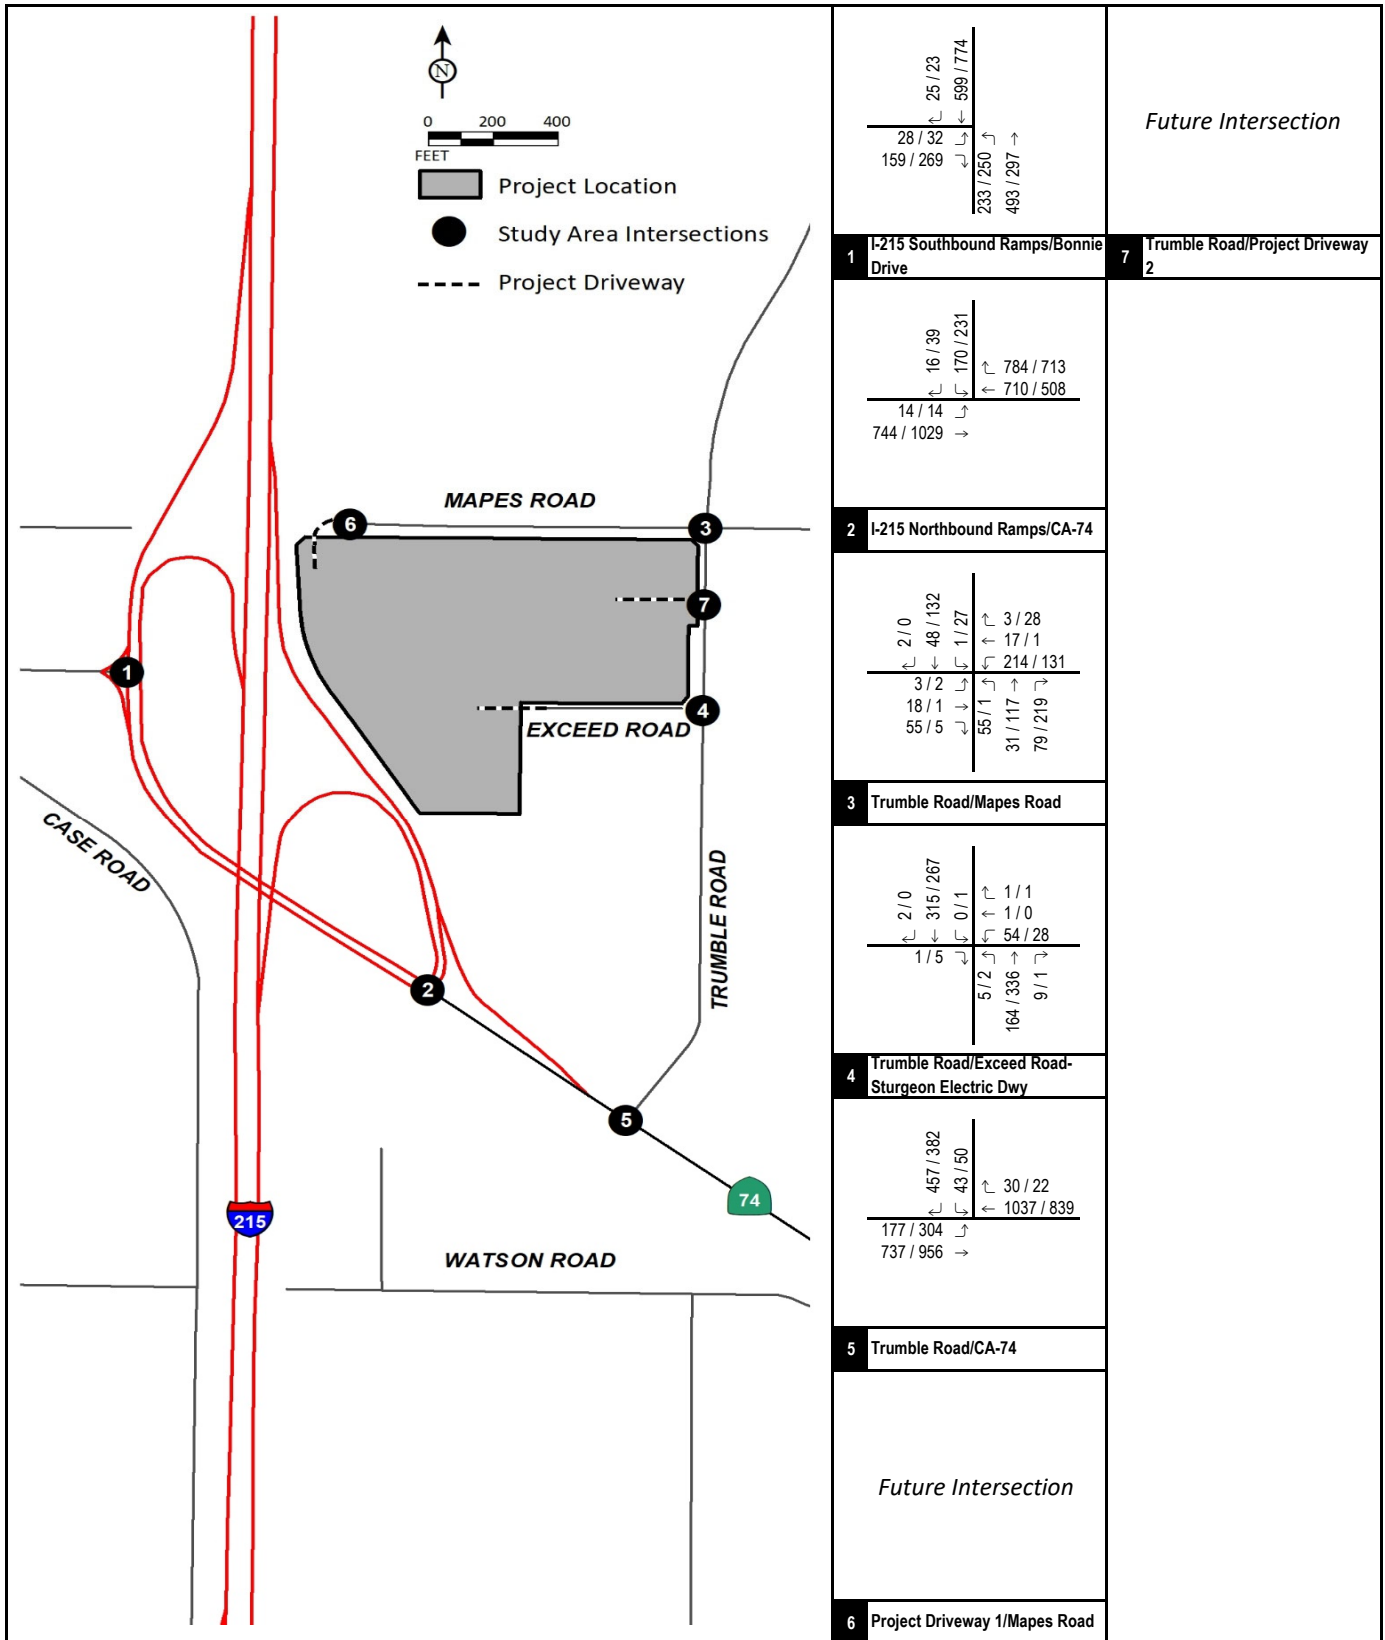 N
0 200 400
FEET
Project Location
Study Area Intersections
Project Driveway
MAPES ROAD
6
3
7
1
4
EXCEED ROAD
CASE ROAD
TRUMBLE ROAD
2
5
74
215
WATSON ROAD
25 / 23
599 / 774
28 / 32
159 / 269
233 / 250
493 / 297
1 I-215 Southbound Ramps/Bonnie
Drive
Future Intersection
7 Trumble Road/Project Driveway
2
16 / 39
170 / 231
784 / 713
710 / 508
14 / 14
744 / 1029
2 I-215 Northbound Ramps/CA-74
2 / 0
48 / 132
1 / 27
3 / 28
17 / 1
214 / 131
3 / 2
18 / 1
55 / 5
55 / 1
31 / 117
79 / 219
3 Trumble Road/Mapes Road
2 / 0
315 / 267
0 / 1
1 / 1
1 / 0
54 / 28
1 / 5
5 / 2
164 / 336
9 / 1
4 Trumble Road/Exceed Road-
Sturgeon Electric Dwy
457 / 382
43 / 50
30 / 22
1037 / 839
177 / 304
737 / 956
5 Trumble Road/CA-74
Future Intersection
6 Project Driveway 1/Mapes Road